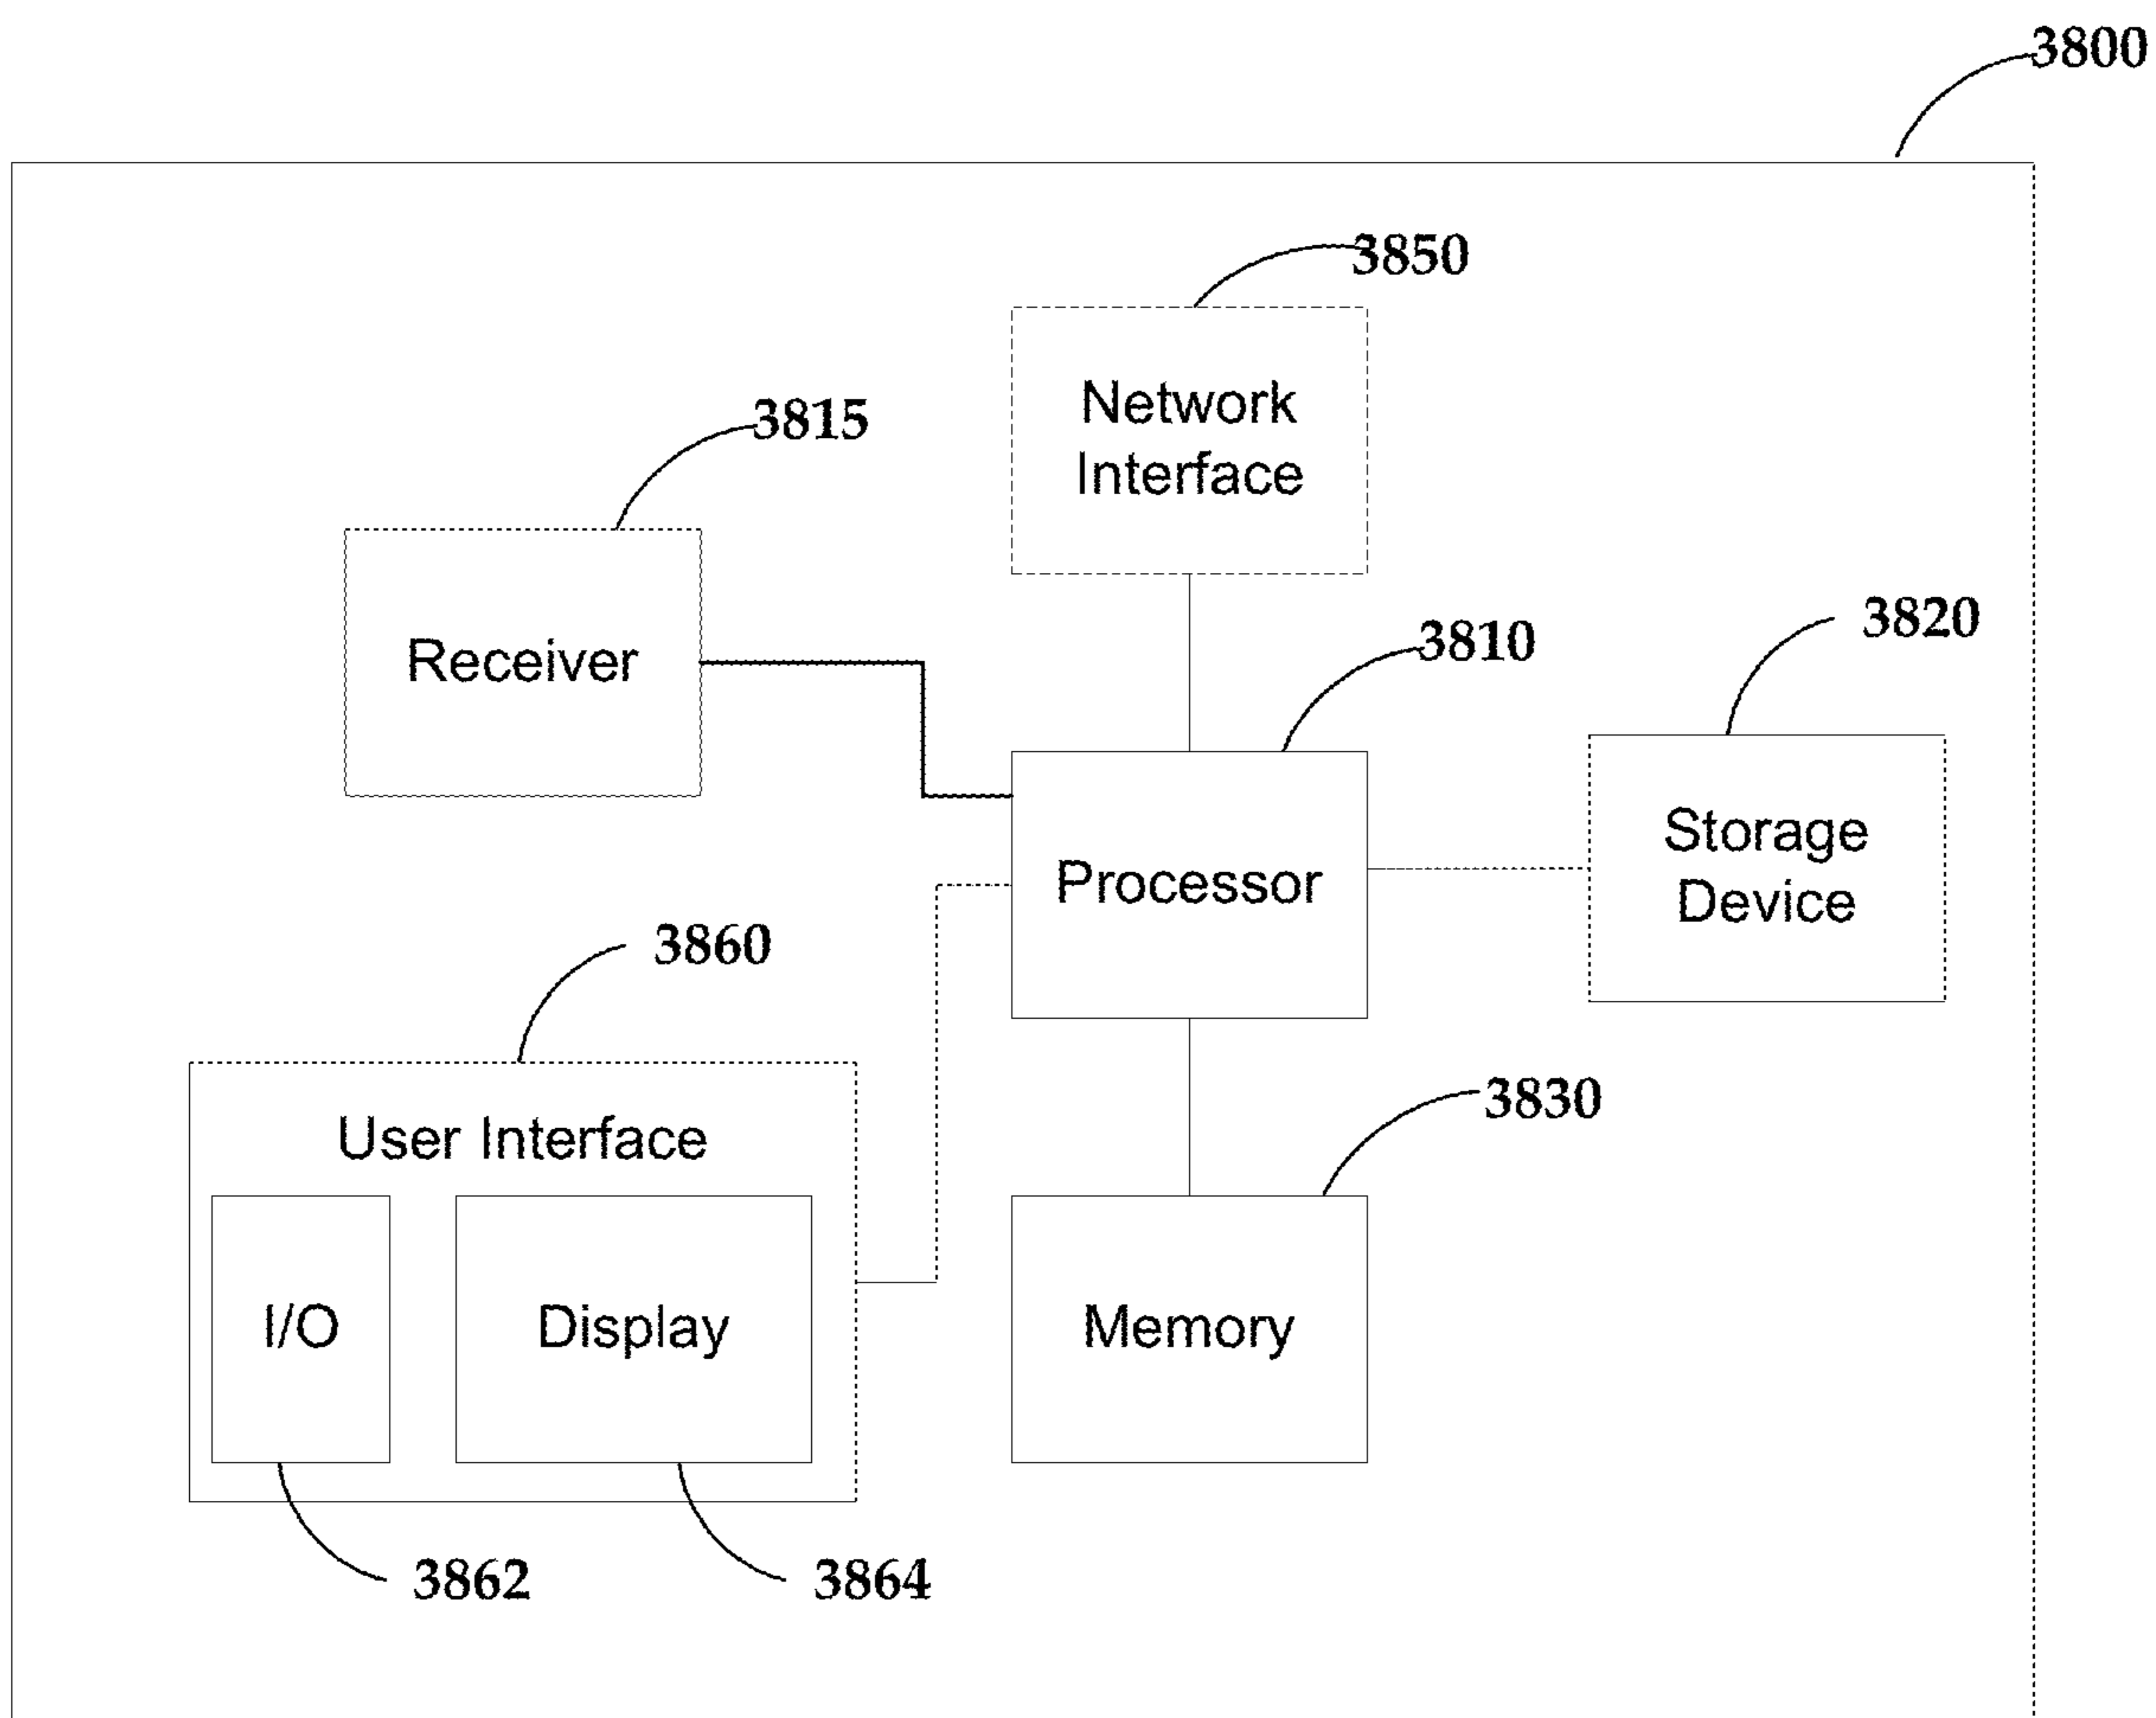 3800
3850
Network
Interface
3815
Receiver
3810
3820
Processor
Storage
Device
3860
User Interface
I/O
Display
3830
Memory
3862
3864